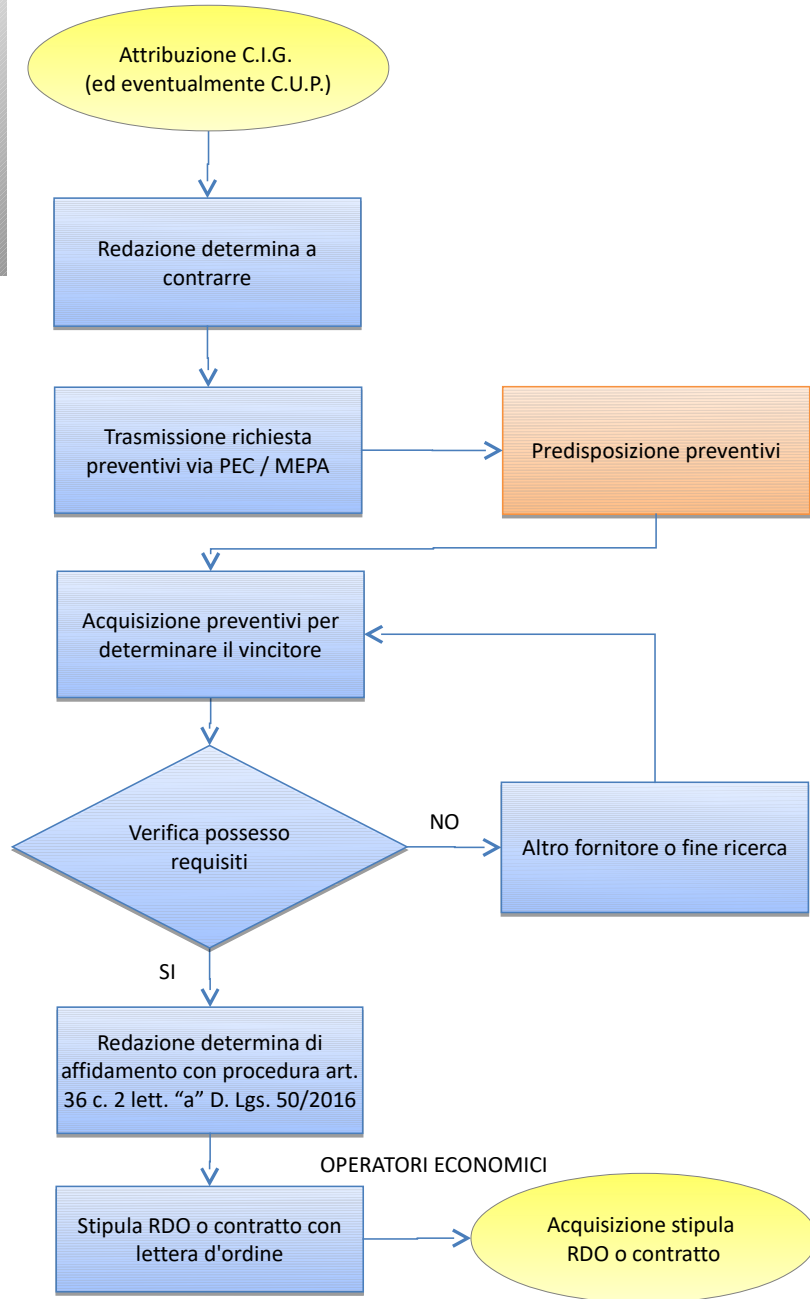 Attribuzione C.I.G.
(ed eventualmente C.U.P.)
Redazione determina a
contrarre
Trasmissione richiesta
preventivi via PEC / MEPA
Predisposizione preventivi
Acquisizione preventivi per
determinare il vincitore
Verifica possesso
requisiti
NO
Altro fornitore o fine ricerca
SI
Redazione determina di
affidamento con procedura art.
36 c. 2 lett. “a” D. Lgs. 50/2016
OPERATORI ECONOMICI
Stipula RDO o contratto con
lettera d'ordine
Acquisizione stipula
RDO o contratto